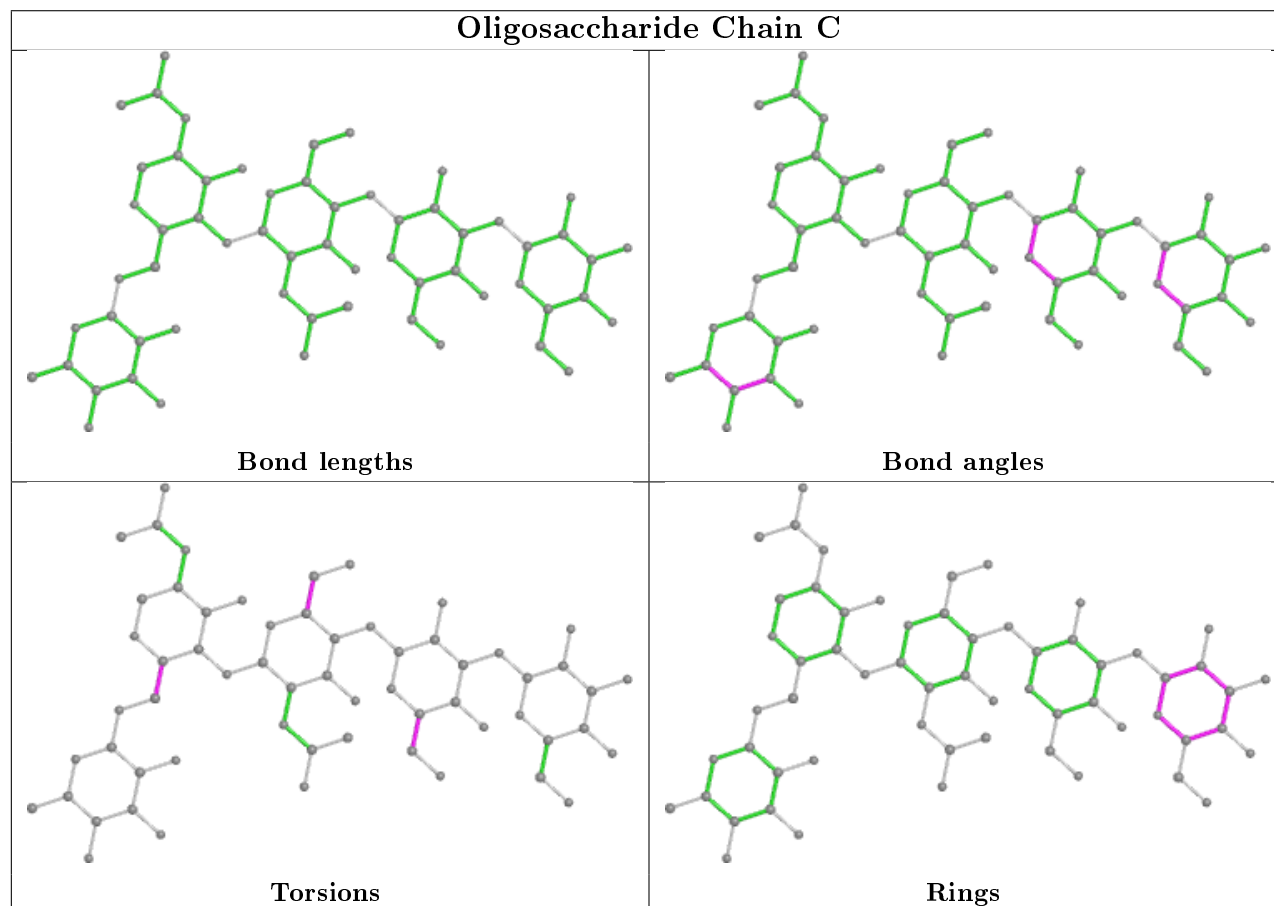 Oligosaccharide Chain C
Bond lengths
Bond angles
Torsions
Rings